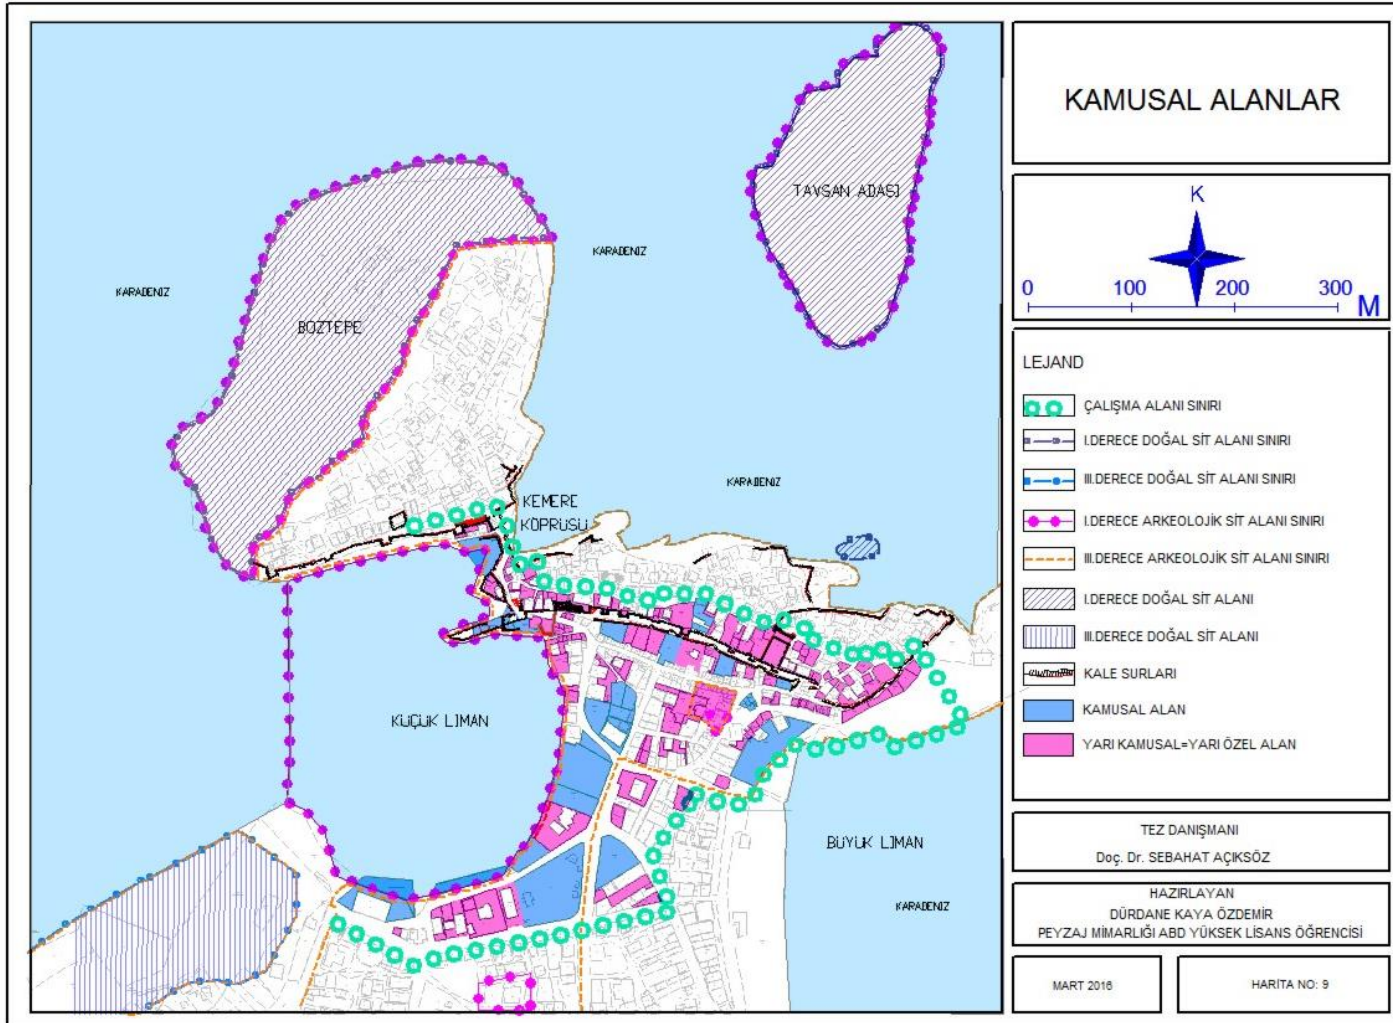 KAMUSAL ALANLAR
K
0 100 200 300 M
LEJAND
ÇALIŞMA ALANI SINIRI
I.DERECE DOĞAL SİT ALANI SINIRI
III.DERECE DOĞAL SİT ALANI SINIRI
I.DERECE ARKEOLOJİK SİT ALANI SINIRI
III.DERECE ARKEOLOJİK SİT ALANI SINIRI
I.DERECE DOĞAL SİT ALANI
III.DERECE DOĞAL SİT ALANI
KALE SURLARI
KAMUSAL ALAN
YARI KAMUSAL=YARI ÖZEL ALAN
TEZ DANIŞMANI
Doç. Dr. SEBAHAT AÇIKSÖZ
HAZIRLAYAN
DÜRDANE KAYA ÖZDEMİR
PEYZAJ MİMARLIĞI ABD YÜKSEK LİSANS ÖĞRENCİSİ
MART 2016
HARİTA NO: 9
TAVŞAN ADASI
KARADENİZ
KARADENİZ
BOZTEPE
KARADENİZ
KEMERE
KÖPRÜSÜ
KÜÇÜK LİMAN
BÜYÜK LİMAN
KARADENİZ